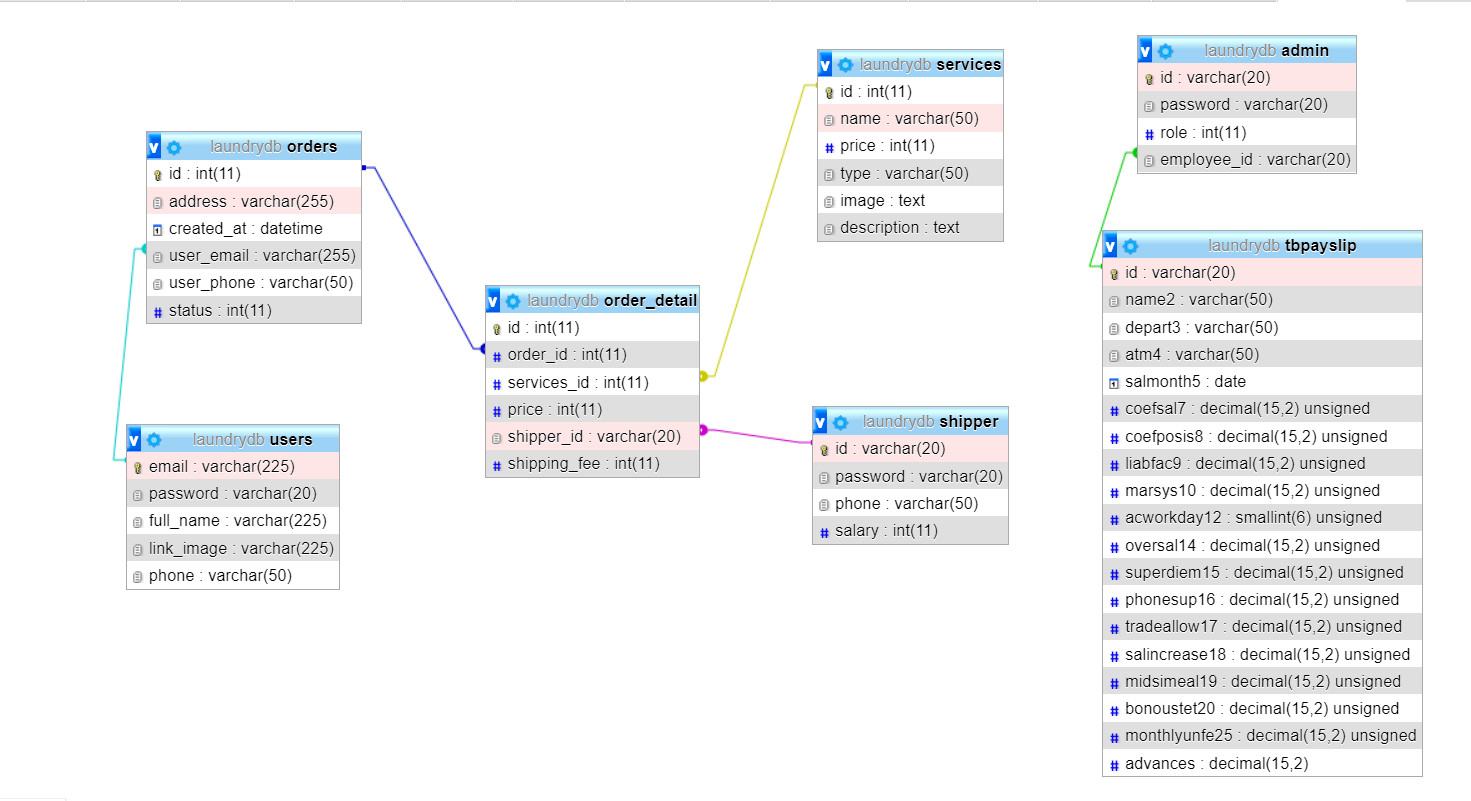 laundrydb orders
id : int(11)
address : varchar(255)
created_at : datetime
user_email : varchar(255)
user_phone : varchar(50)
status : int(11)
laundrydb users
email : varchar(225)
password : varchar(20)
full_name : varchar(225)
link_image : varchar(225)
phone : varchar(50)
laundrydb order_detail
id : int(11)
order_id : int(11)
services_id : int(11)
price : int(11)
shipper_id : varchar(20)
shipping_fee : int(11)
laundrydb services
id : int(11)
name : varchar(50)
price : int(11)
type : varchar(50)
image : text
description : text
laundrydb shipper
id : varchar(20)
password : varchar(20)
phone : varchar(50)
salary : int(11)
laundrydb admin
id : varchar(20)
password : varchar(20)
role : int(11)
employee_id : varchar(20)
laundrydb tbpayslip
id : varchar(20)
name2 : varchar(50)
depart3 : varchar(50)
atm4 : varchar(50)
salmonth5 : date
coefsal7 : decimal(15,2) unsigned
coefposis8 : decimal(15,2) unsigned
liabfac9 : decimal(15,2) unsigned
marsys10 : decimal(15,2) unsigned
acworkday12 : smallint(6) unsigned
oversal14 : decimal(15,2) unsigned
superdiem15 : decimal(15,2) unsigned
phonesup16 : decimal(15,2) unsigned
tradeallow17 : decimal(15,2) unsigned
salincrease18 : decimal(15,2) unsigned
midsimeal19 : decimal(15,2) unsigned
bonoustet20 : decimal(15,2) unsigned
monthlyunfe25 : decimal(15,2) unsigned
advances : decimal(15,2)